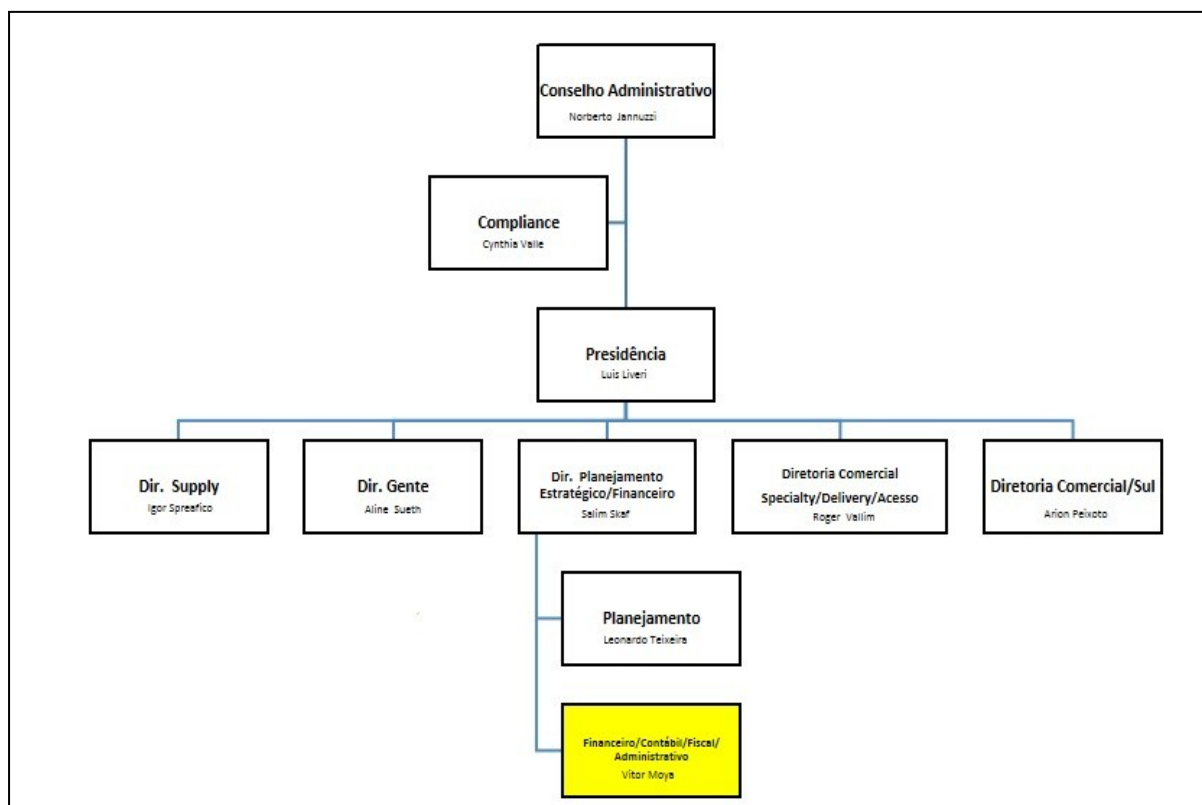 Conselho Administrativo
Norberto Jannuzzi
Compliance
Cynthia Valle
Presidência
Luis Liveri
Dir. Supply
Igor Spreafico
Dir. Gente
Aline Sueth
Dir. Planejamento
Estratégico/Financeiro
Salim Skaf
Diretoria Comercial
Specialty/Delivery/Acesso
Roger Vallim
Diretoria Comercial/Sul
Arion Peixoto
Planejamento
Leonardo Teixeira
Financeiro/Contábil/Fiscal/
Administrativo
Vitor Moya